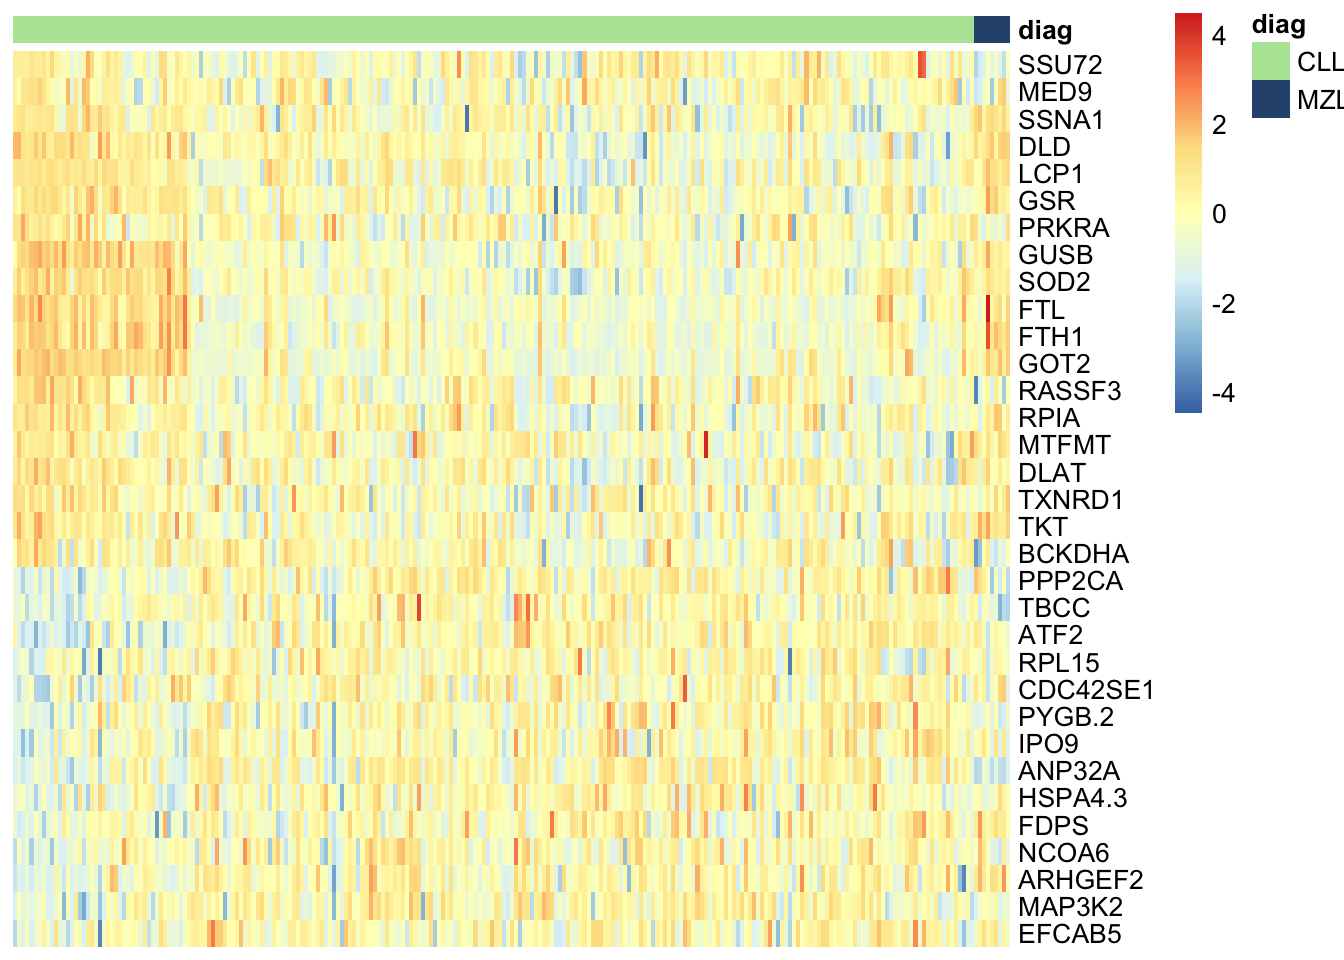 diag
SSU72
MED9
SSNA1
DLD
LCP1
GSR
PRKRA
GUSB
SOD2
FTL
FTH1
GOT2
RASSF3
RPIA
MTFMT
DLAT
TXNRD1
TKT
BCKDHA
PPP2CA
TBCC
ATF2
RPL15
CDC42SE1
PYGB.2
IPO9
ANP32A
HSPA4.3
FDPS
NCOA6
ARHGEF2
MAP3K2
EFCAB5
4
2
0
-2
-4
diag
CLL
MZL